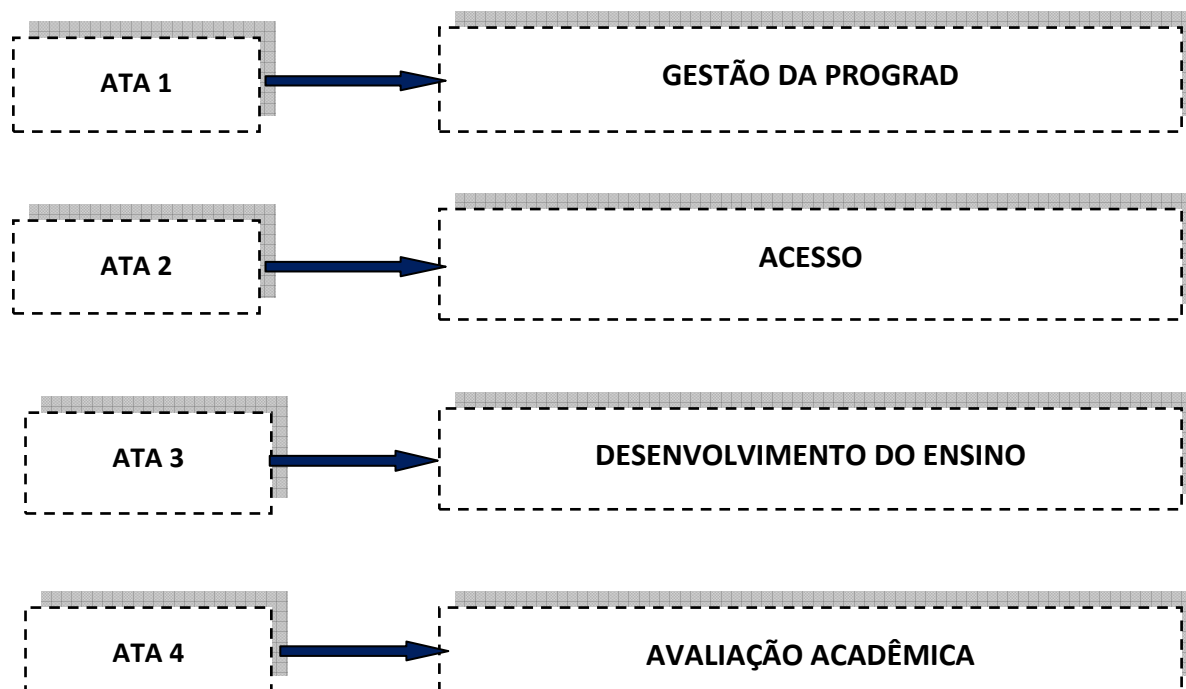 ATA 1
GESTÃO DA PROGRAD
ATA 2
ACESSO
ATA 3
DESENVOLVIMENTO DO ENSINO
ATA 4
AVALIAÇÃO ACADÊMICA